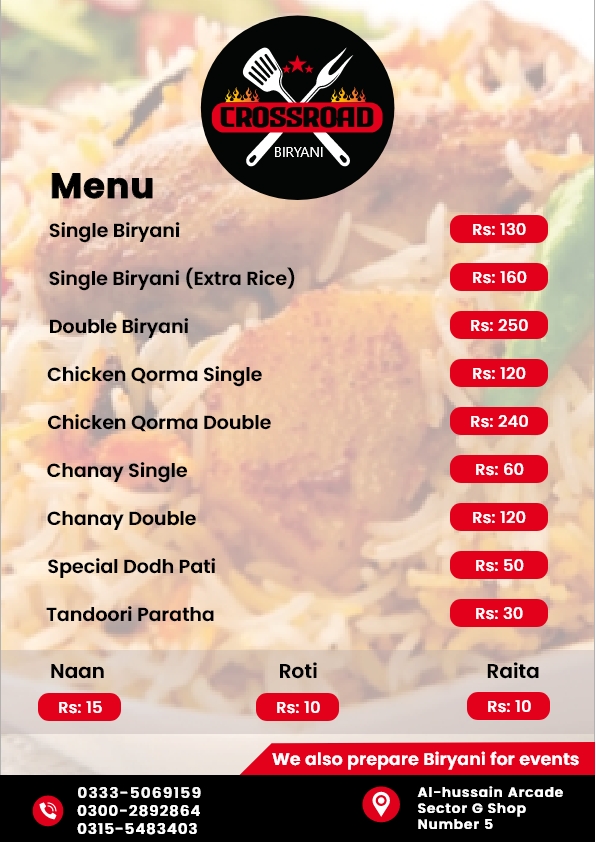 CROSSROAD
BIRYANI
Menu
Single Biryani Rs: 130
Single Biryani (Extra Rice) Rs: 160
Double Biryani Rs: 250
Chicken Qorma Single Rs: 120
Chicken Qorma Double Rs: 240
Chanay Single Rs: 60
Chanay Double Rs: 120
Special Dodh Pati Rs: 50
Tandoori Paratha Rs: 30
Naan Roti Raita
Rs: 15 Rs: 10 Rs: 10
We also prepare Biryani for events
0333-5069159
0300-2892864
0315-5483403
Al-hussain Arcade
Sector G Shop
Number 5